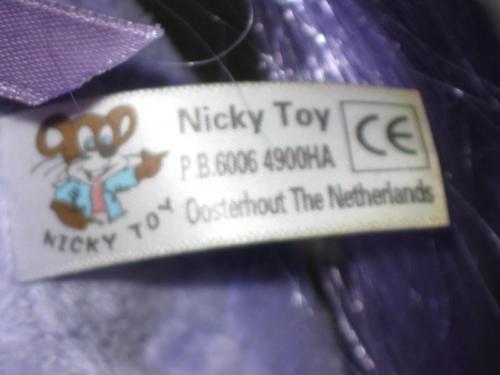 Nicky Toy
CE
P.B.6006 4900HA
Oosterhout The Netherlands
NICKY TOY